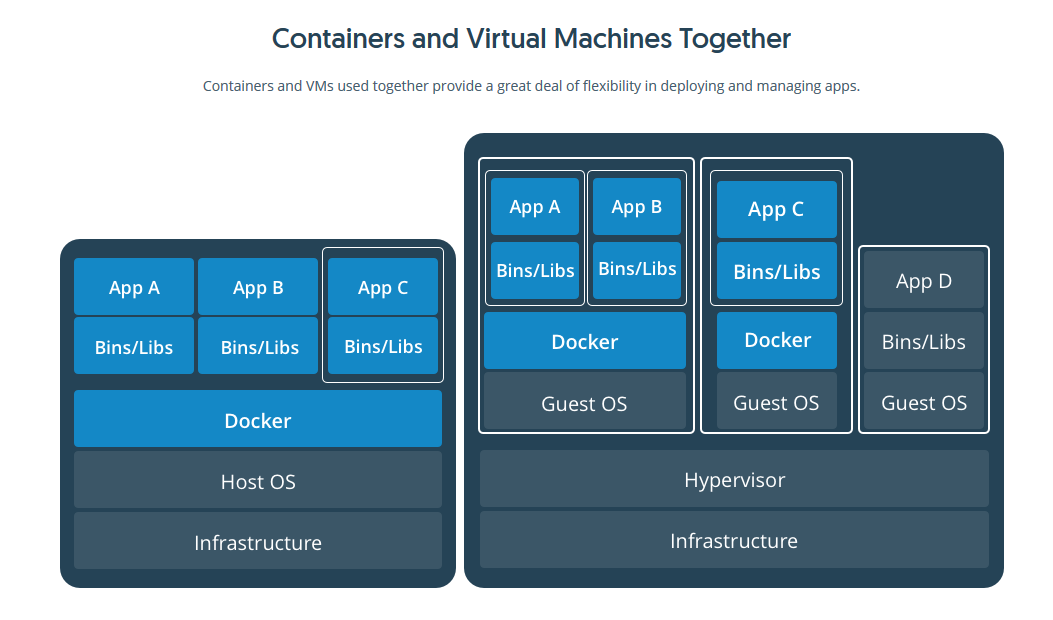 Containers and Virtual Machines Together
Containers and VMs used together provide a great deal of flexibility in deploying and managing apps.
App A
App B
App C
Bins/Libs
Bins/Libs
Bins/Libs
Docker
Host OS
Infrastructure
App A
App B
Bins/Libs
Bins/Libs
Docker
Guest OS
App C
Bins/Libs
Docker
Guest OS
App D
Bins/Libs
Guest OS
Hypervisor
Infrastructure